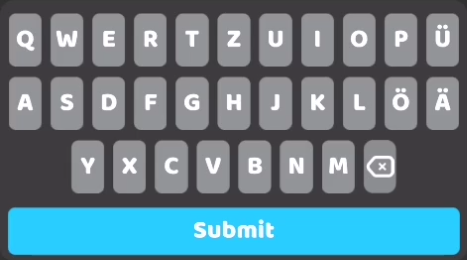 Q W E R T Z U I O P Ü
A S D F G H J K L Ö Ä
Y X C V B N M
Submit